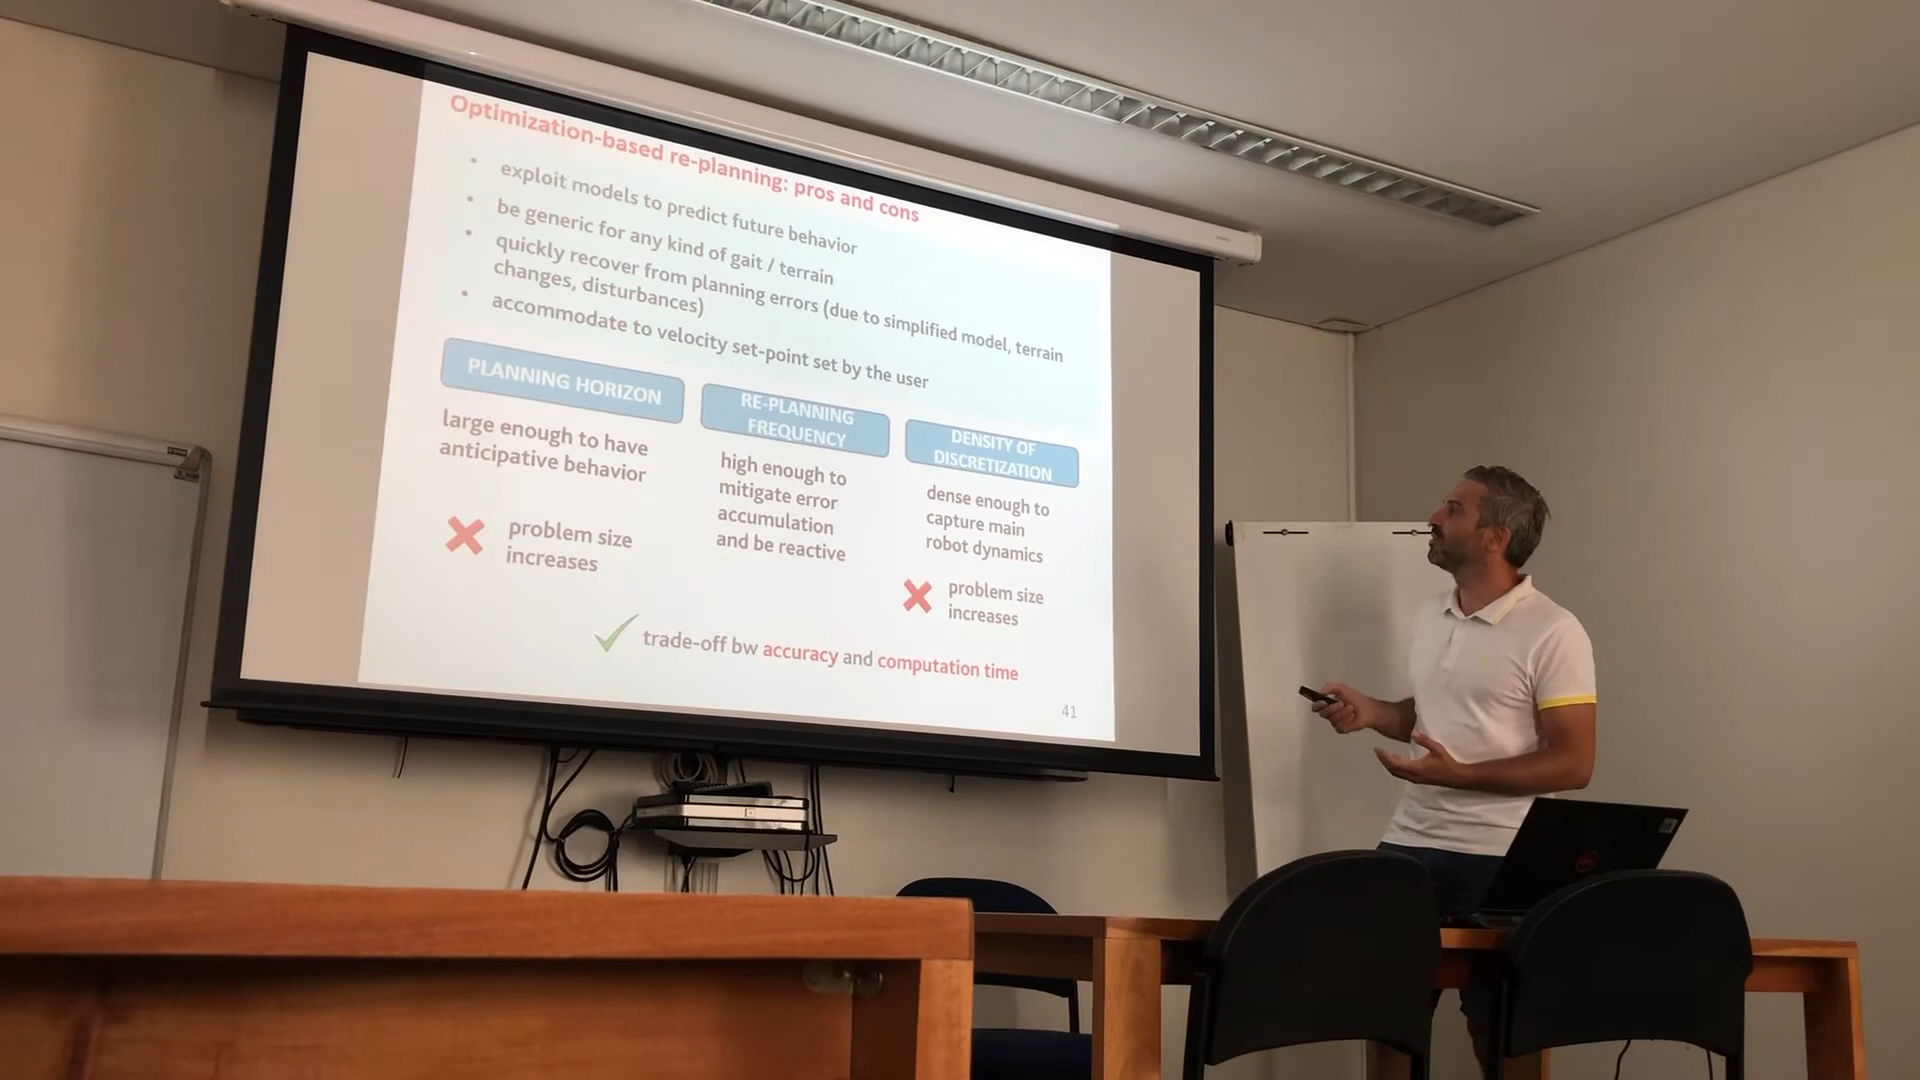 Optimization-based re-planning: pros and cons
• exploit models to predict future behavior
• be generic for any kind of gait / terrain
• quickly recover from planning errors (due to simplified model, terrain
changes, disturbances)
• accommodate to velocity set-point set by the user
PLANNING HORIZON
large enough to have
anticipative behavior
problem size
increases
RE-PLANNING
FREQUENCY
high enough to
mitigate error
accumulation
and be reactive
DENSITY OF
DISCRETIZATION
dense enough to
capture main
robot dynamics
problem size
increases
trade-off bw accuracy and computation time
41